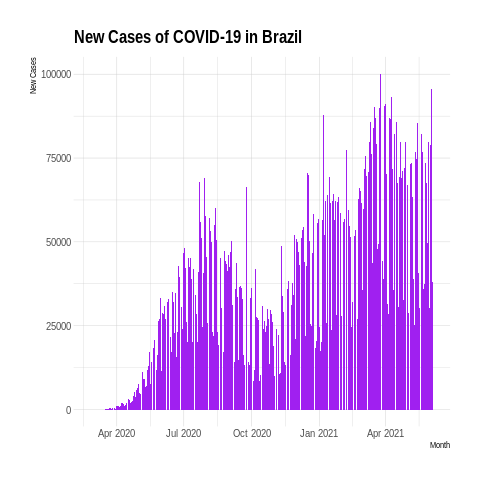 New Cases of COVID-19 in Brazil
New Cases
100000
75000
50000
25000
0
Apr 2020 Jul 2020 Oct 2020 Jan 2021 Apr 2021
Month